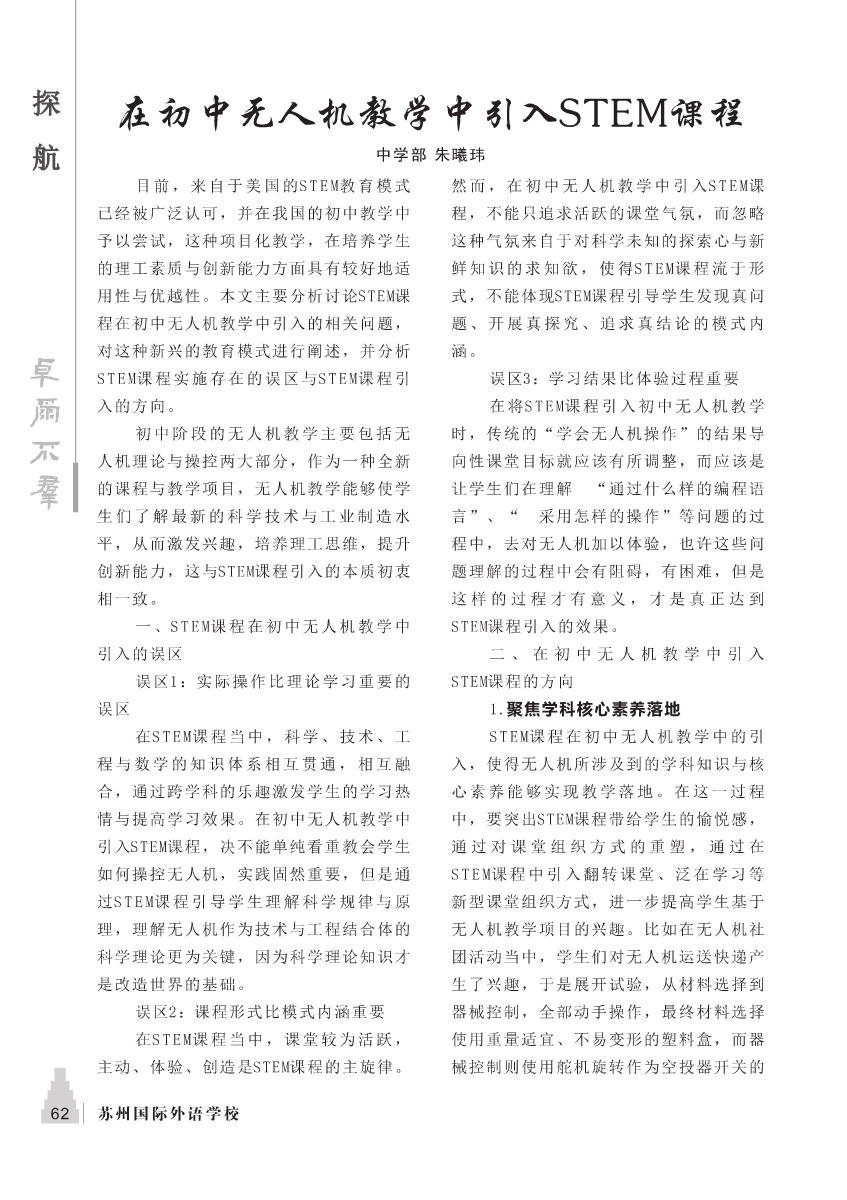 探
航
卓尔不群
在初中无人机教学中引入STEM课程
中学部 朱曦玮
目前，来自于美国的STEM教育模式
已经被广泛认可，并在我国的初中教学中
予以尝试，这种项目化教学，在培养学生
的理工素质与创新能力方面具有较好地适
用性与优越性。本文主要分析讨论STEM课
程在初中无人机教学中引入的相关问题，
对这种新兴的教育模式进行阐述，并分析
STEM课程实施存在的误区与STEM课程引
入的方向。
初中阶段的无人机教学主要包括无
人机理论与操控两大部分，作为一种全新
的课程与教学项目，无人机教学能够使学
生们了解最新的科学技术与工业制造水
平，从而激发兴趣，培养理工思维，提升
创新能力，这与STEM课程引入的本质初衷
相一致。
一、STEM课程在初中无人机教学中
引入的误区
误区1：实际操作比理论学习重要的
误区
在STEM课程当中，科学、技术、工
程与数学的知识体系相互贯通，相互融
合，通过跨学科的乐趣激发学生的学习热
情与提高学习效果。在初中无人机教学中
引入STEM课程，决不能单纯看重教会学生
如何操控无人机，实践固然重要，但是通
过STEM课程引导学生理解科学规律与原
理，理解无人机作为技术与工程结合体的
科学理论更为关键，因为科学理论知识才
是改造世界的基础。
误区2：课程形式比模式内涵重要
在STEM课程当中，课堂较为活跃，
主动、体验、创造是STEM课程的主旋律。
然而，在初中无人机教学中引入STEM课
程，不能只追求活跃的课堂气氛，而忽略
这种气氛来自于对科学未知的探索心与新
鲜知识的求知欲，使得STEM课程流于形
式，不能体现STEM课程引导学生发现真问
题、开展真探究、追求真结论的模式内
涵。
误区3：学习结果比体验过程重要
在将STEM课程引入初中无人机教学
时，传统的“学会无人机操作”的结果导
向性课堂目标就应该有所调整，而应该是
让学生们在理解 “通过什么样的编程语
言”、“ 采用怎样的操作”等问题的过
程中，去对无人机加以体验，也许这些问
题理解的过程中会有阻碍，有困难，但是
这样的过程才有意义，才是真正达到
STEM课程引入的效果。
二、在初中无人机教学中引入
STEM课程的方向
1.聚焦学科核心素养落地
STEM课程在初中无人机教学中的引
入，使得无人机所涉及到的学科知识与核
心素养能够实现教学落地。在这一过程
中，要突出STEM课程带给学生的愉悦感，
通过对课堂组织方式的重塑，通过在
STEM课程中引入翻转课堂、泛在学习等
新型课堂组织方式，进一步提高学生基于
无人机教学项目的兴趣。比如在无人机社
团活动当中，学生们对无人机运送快递产
生了兴趣，于是展开试验，从材料选择到
器械控制，全部动手操作，最终材料选择
使用重量适宜、不易变形的塑料盒，而器
械控制则使用舵机旋转作为空投器开关的
62 苏州国际外语学校